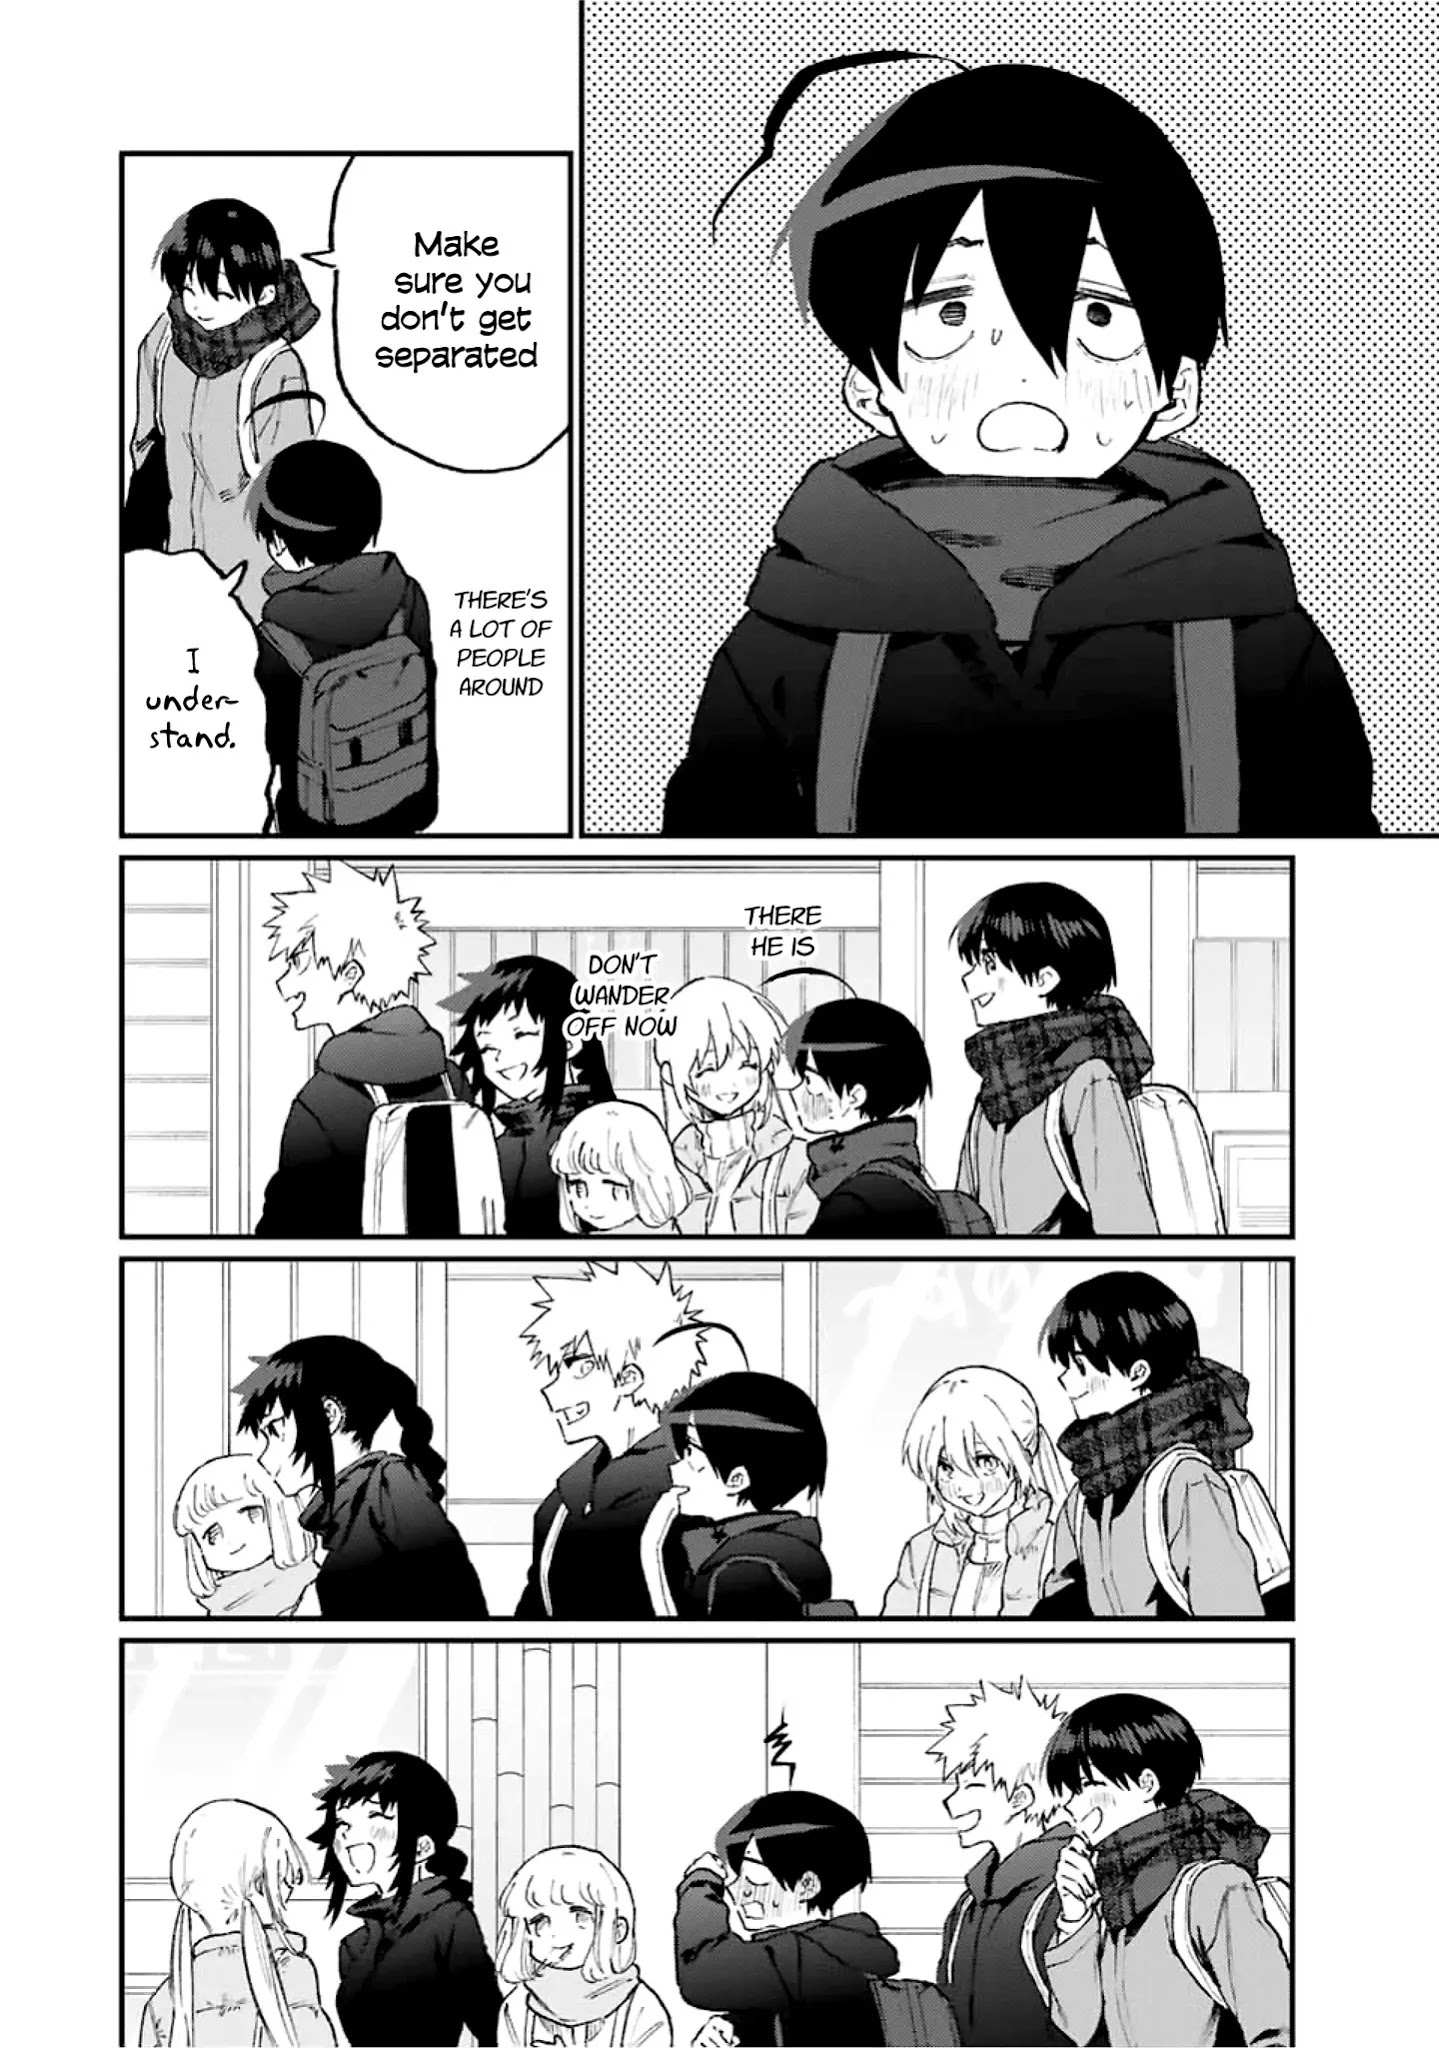 Make
sure you
don't get
separated
THERE'S
A LOT OF
PEOPLE
AROUND
I
under-
stand.
THERE
HE IS
DON'T
WANDER
OFF NOW